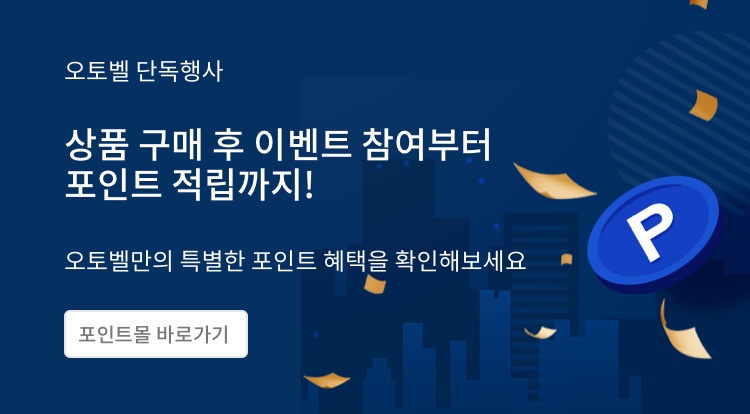 오토벨 단독행사
상품 구매 후 이벤트 참여부터
포인트 적립까지!
오토벨만의 특별한 포인트 혜택을 확인해보세요
P
포인트몰 바로가기